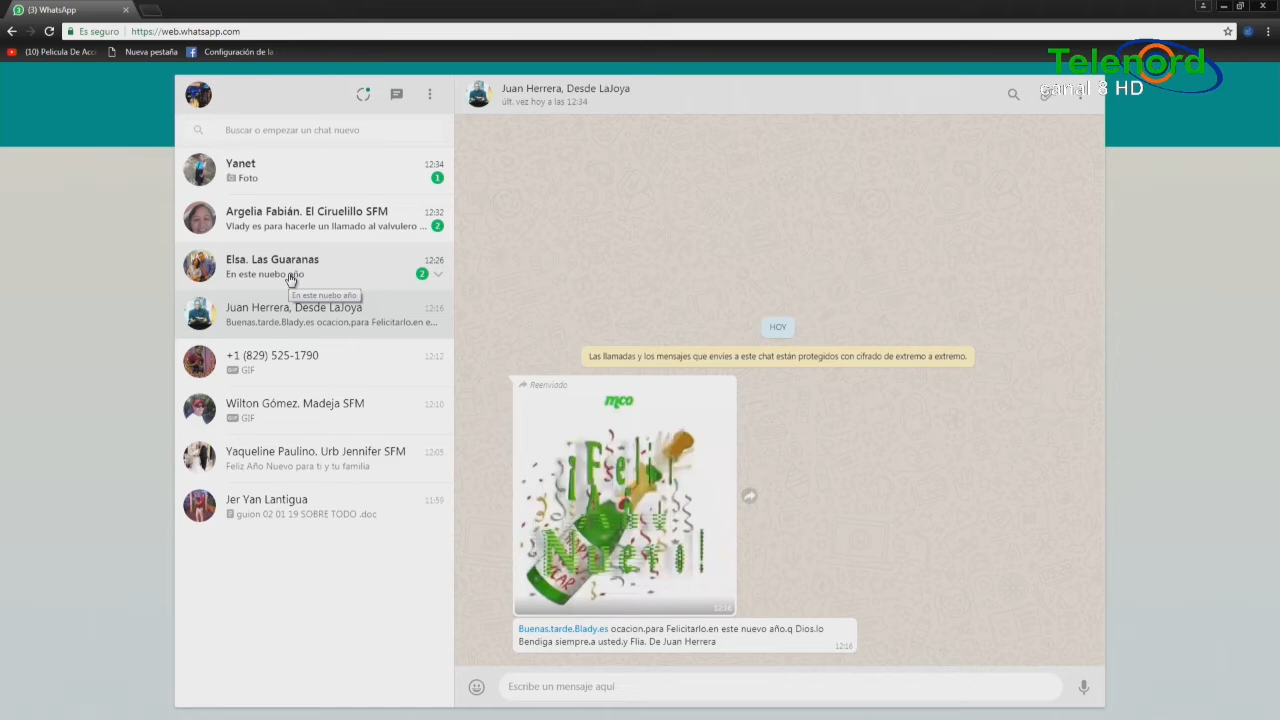 (3) WhatsApp
Es seguro
https://web.whatsapp.com
(10) Pelicula De Acc
Nueva pestaña
Configuración de la
Telenord
canal 8 HD
Buscar o empezar un chat nuevo
Yanet
12:34
Foto
1
Argelia Fabián. El Ciruelillo SFM
12:32
Vlady es para hacerle un llamado al valvulero ...
2
Elsa. Las Guaranas
12:26
En este nuebo año
2
En este nuebo año
Juan Herrera, Desde LaJoya
12:16
Buenas.tarde.Blady.es ocacion.para Felicitarlo.en e...
+1 (829) 525-1790
12:12
GIF GIF
Wilton Gómez. Madeja SFM
12:10
GIF GIF
Yaqueline Paulino. Urb Jennifer SFM
12:05
Feliz Año Nuevo para ti y tu familia
Jer Yan Lantigua
11:59
guion 02 01 19 SOBRE TODO .doc
Juan Herrera, Desde LaJoya
últ. vez hoy a las 12:34
HOY
Las llamadas y los mensajes que envíes a este chat están protegidos con cifrado de extremo a extremo.
Reenviado
mco
¡Feliz
Nuevo!
12:16
Buenas.tarde.Blady.es ocacion.para Felicitarlo.en este nuevo año.q Dios.lo
Bendiga siempre.a usted.y Flia. De Juan Herrera
12:16
Escribe un mensaje aquí